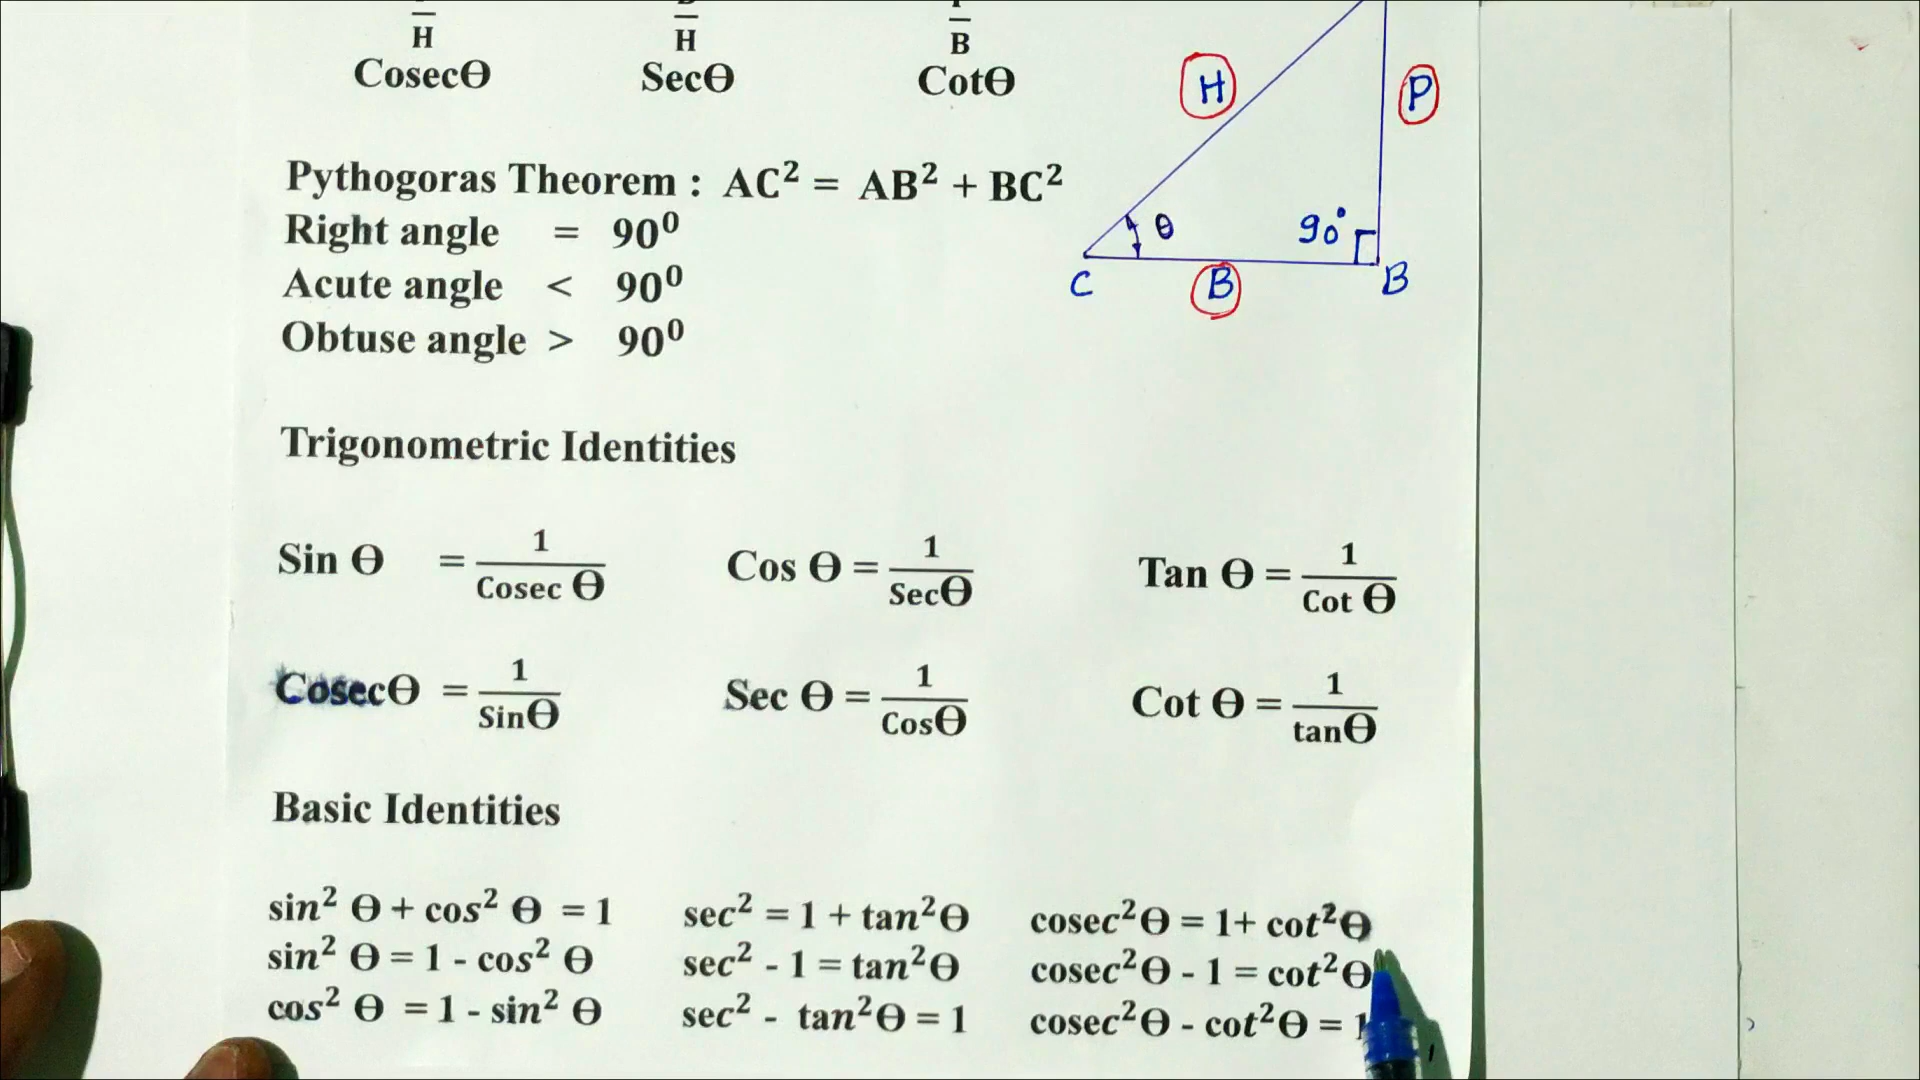 H H B
Cosecθ Secθ Cotθ
H P
Pythogoras Theorem : AC² = AB² + BC²
Right angle = 90⁰
θ 90°
Acute angle < 90⁰
C B B
Obtuse angle > 90⁰
Trigonometric Identities
Sin θ = 1/Cosec θ Cos θ = 1/Secθ Tan θ = 1/Cot θ
Cosecθ = 1/Sinθ Sec θ = 1/Cosθ Cot θ = 1/tanθ
Basic Identities
sin² θ + cos² θ = 1 sec² = 1 + tan²θ cosec²θ = 1+ cot²θ
sin² θ = 1 - cos² θ sec² - 1 = tan²θ cosec²θ - 1 = cot²θ
cos² θ = 1 - sin² θ sec² - tan²θ = 1 cosec²θ - cot²θ = 1